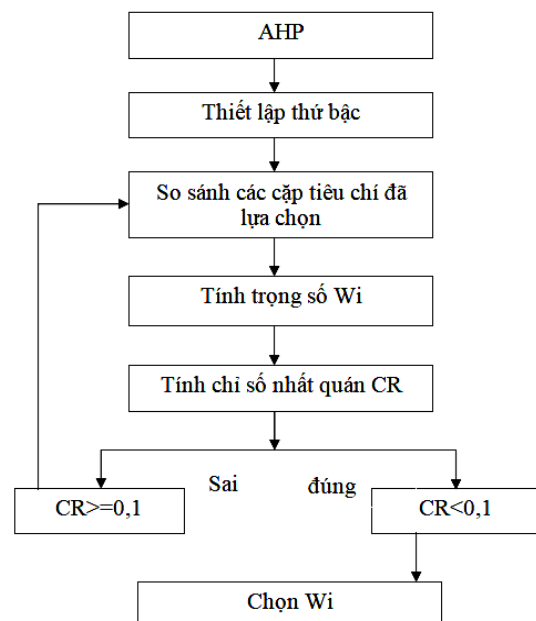 AHP
Thiết lập thứ bậc
So sánh các cặp tiêu chí đã
lựa chọn
Tính trọng số Wi
Tính chỉ số nhất quán CR
Sai
đúng
CR>=0,1
CR<0,1
Chọn Wi